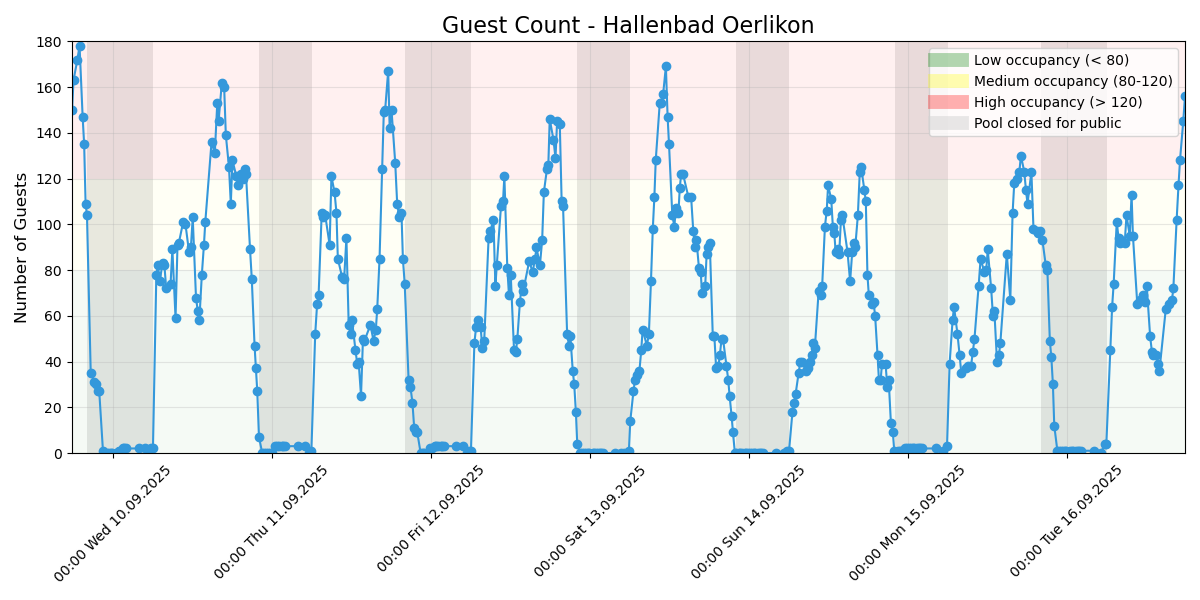 Guest Count - Hallenbad Oerlikon
Number of Guests
180
160
140
120
100
80
60
40
20
0
Low occupancy (< 80)
Medium occupancy (80-120)
High occupancy (> 120)
Pool closed for public
00:00 Wed 10.09.2025
00:00 Thu 11.09.2025
00:00 Fri 12.09.2025
00:00 Sat 13.09.2025
00:00 Sun 14.09.2025
00:00 Mon 15.09.2025
00:00 Tue 16.09.2025